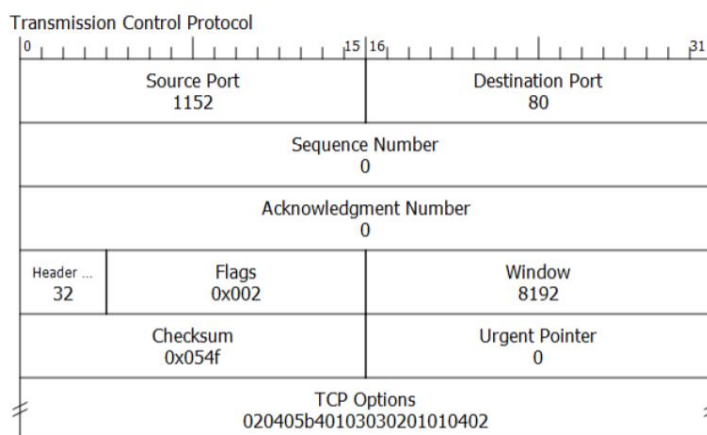 Transmission Control Protocol
0 15 16 31
Source Port Destination Port
1152 80
Sequence Number
0
Acknowledgment Number
0
Header ... Flags Window
32 0x002 8192
Checksum Urgent Pointer
0x054f 0
TCP Options
020405b40103030201010402